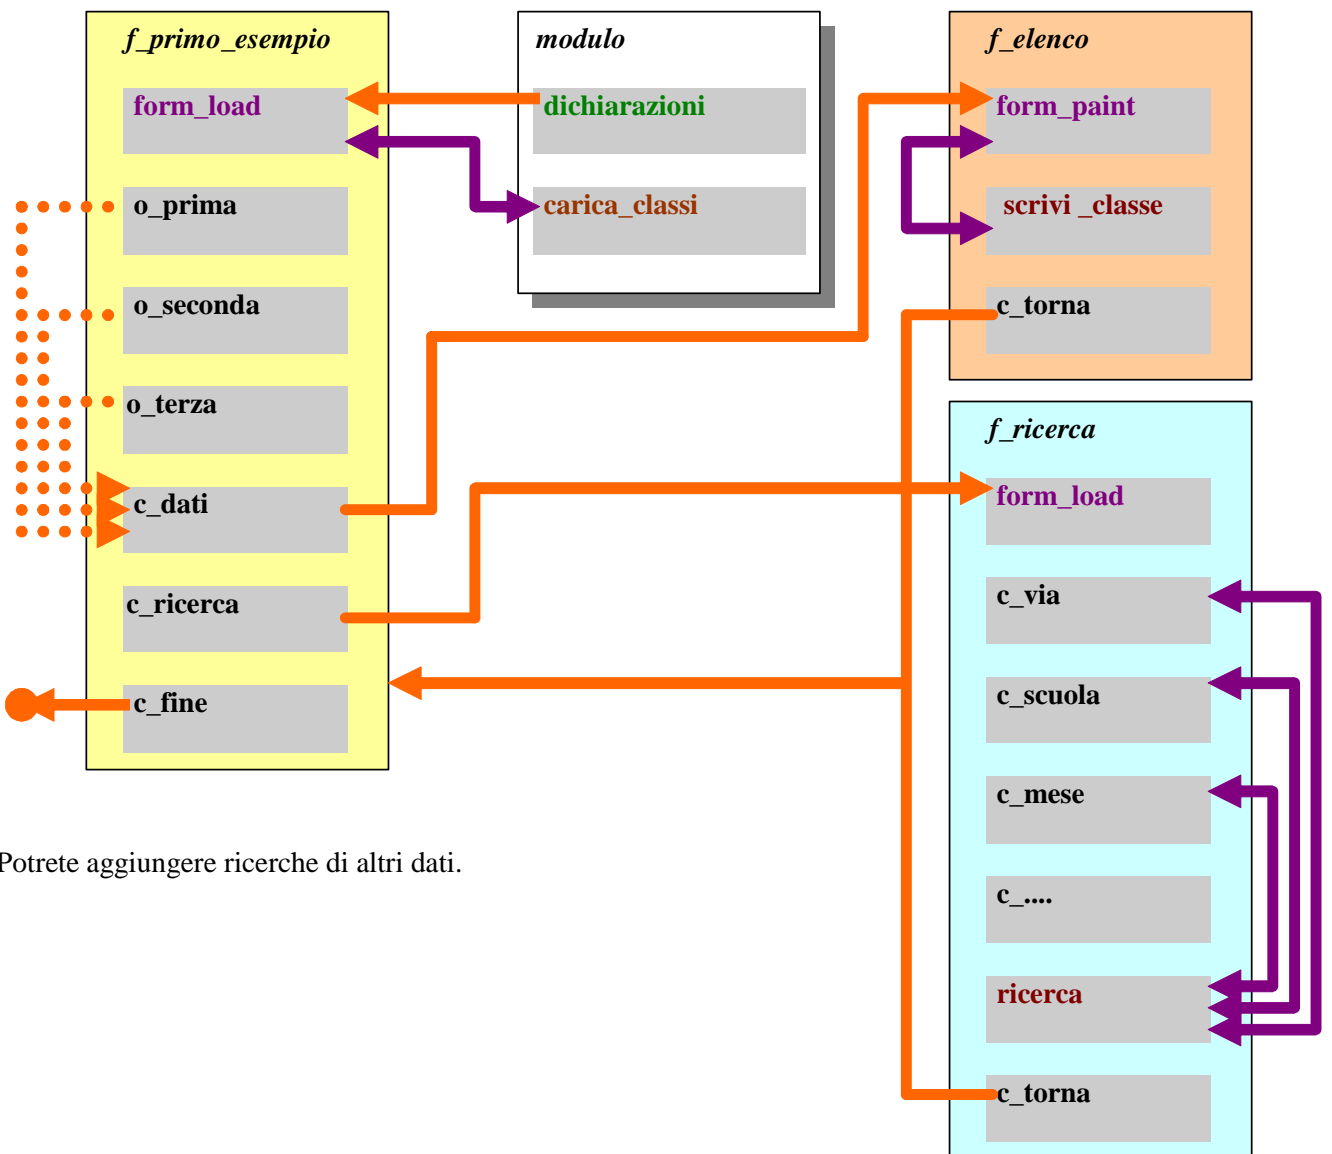 f_primo_esempio
form_load
o_prima
o_seconda
o_terza
c_dati
c_ricerca
c_fine
modulo
dichiarazioni
carica_classi
f_elenco
form_paint
scrivi _classe
c_torna
f_ricerca
form_load
c_via
c_scuola
c_mese
c_....
ricerca
c_torna
Potrete aggiungere ricerche di altri dati.